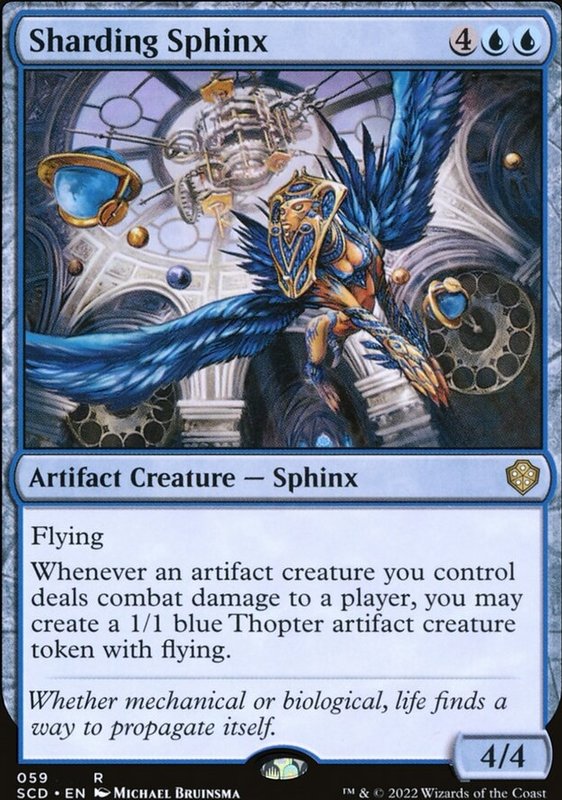 Sharding Sphinx 4
Artifact Creature — Sphinx
Flying
Whenever an artifact creature you control
deals combat damage to a player, you may
create a 1/1 blue Thopter artifact creature
token with flying.
Whether mechanical or biological, life finds a
way to propagate itself.
4/4
059 R
SCD • EN Michael Bruinsma ™ & © 2022 Wizards of the Coast